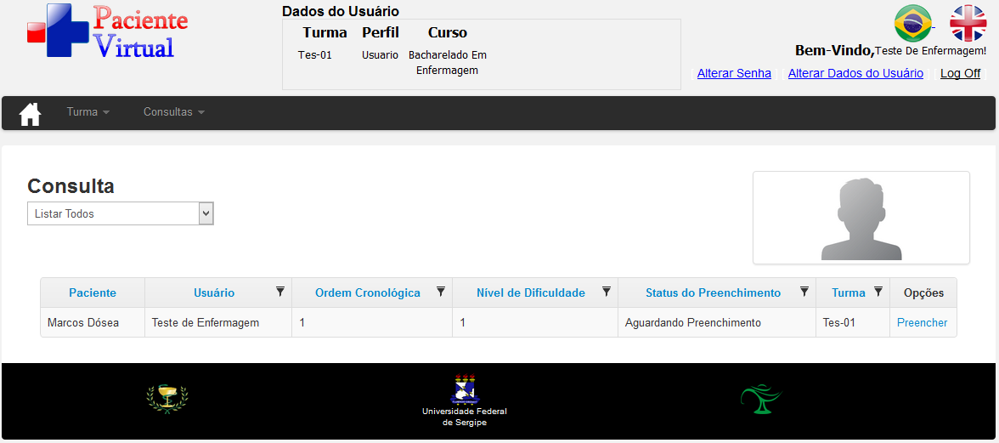 Paciente
Virtual
Dados do Usuário
Turma Perfil Curso
Tes-01 Usuario Bacharelado Em
Enfermagem
Bem-Vindo,Teste De Enfermagem!
[ Alterar Senha ] [ Alterar Dados do Usuário ] [ Log Off ]
Turma Consultas
Consulta
Listar Todos
Paciente Usuário Ordem Cronológica Nível de Dificuldade Status do Preenchimento Turma Opções
Marcos Dósea Teste de Enfermagem 1 1 Aguardando Preenchimento Tes-01 Preencher
Universidade Federal
de Sergipe